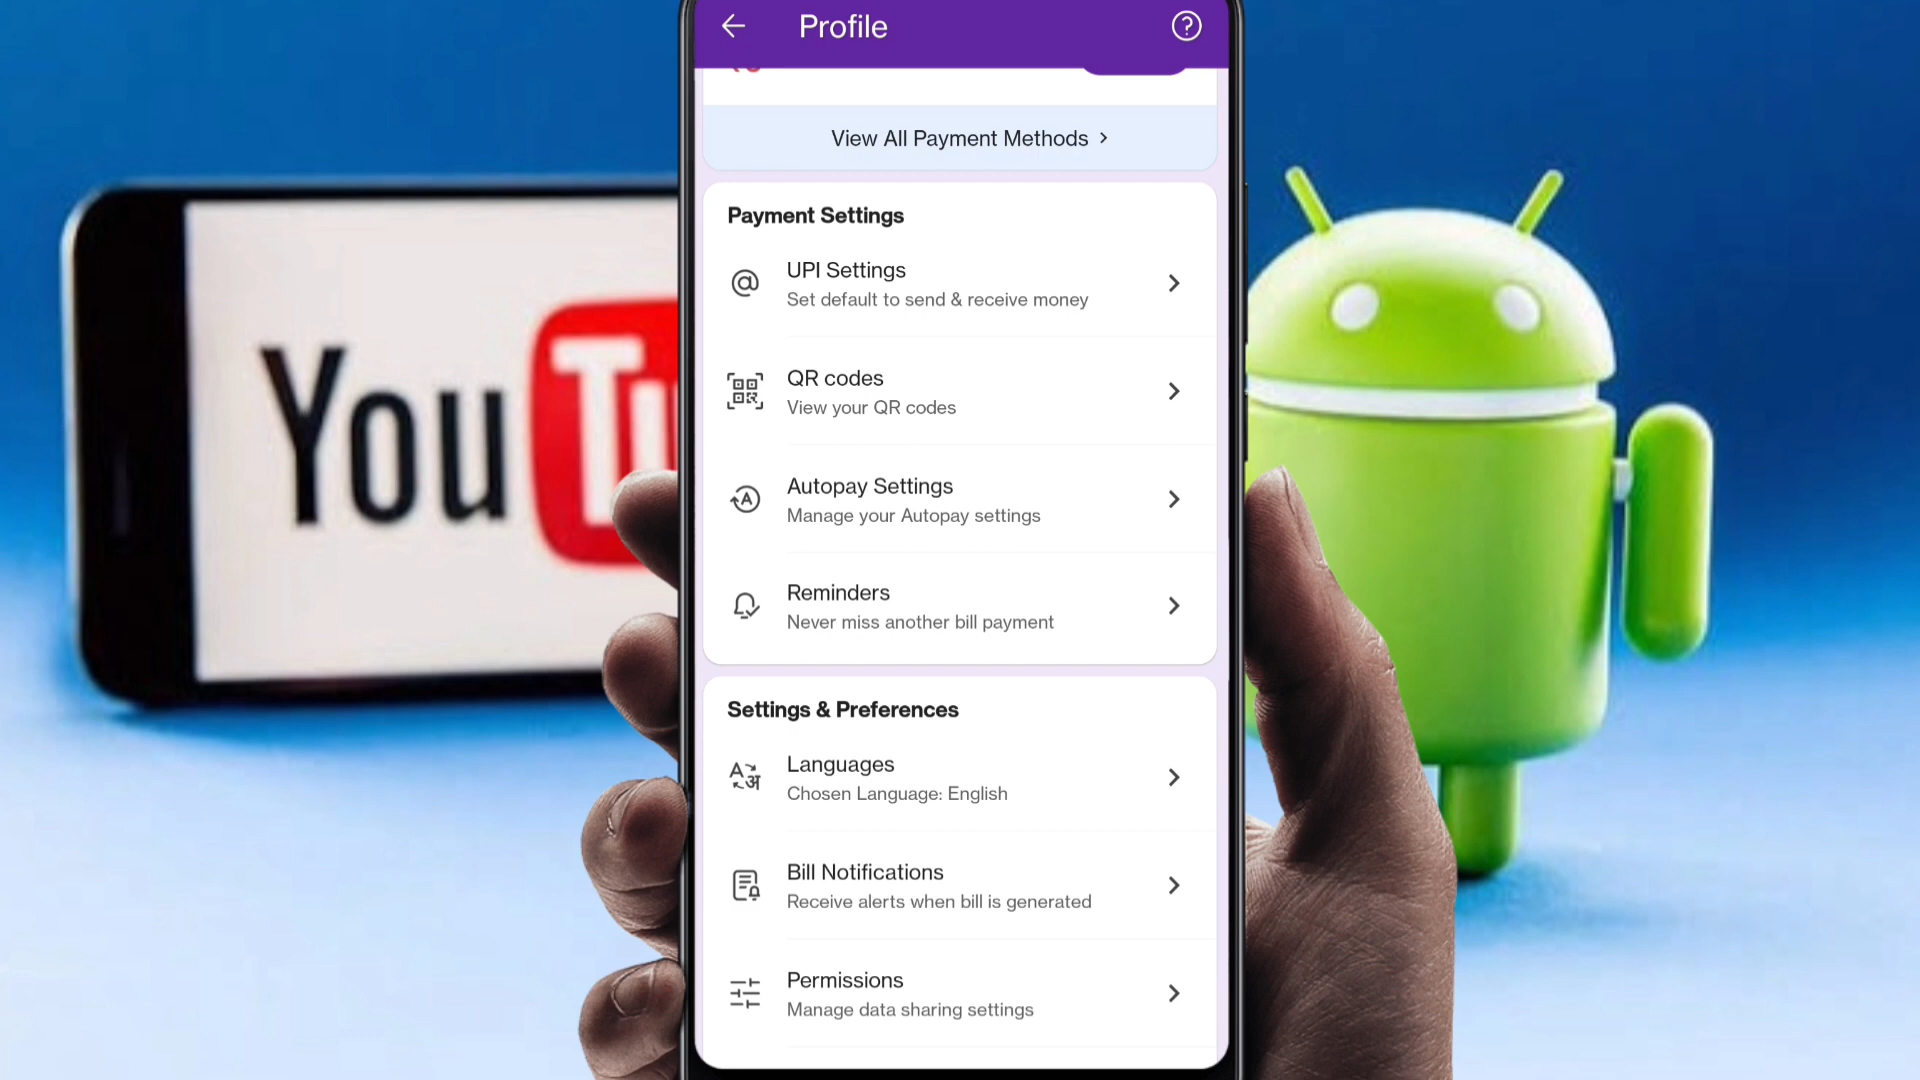 Profile
View All Payment Methods
Payment Settings
UPI Settings
Set default to send & receive money
QR codes
View your QR codes
Autopay Settings
Manage your Autopay settings
Reminders
Never miss another bill payment
Settings & Preferences
Languages
Chosen Language: English
Bill Notifications
Receive alerts when bill is generated
Permissions
Manage data sharing settings
You